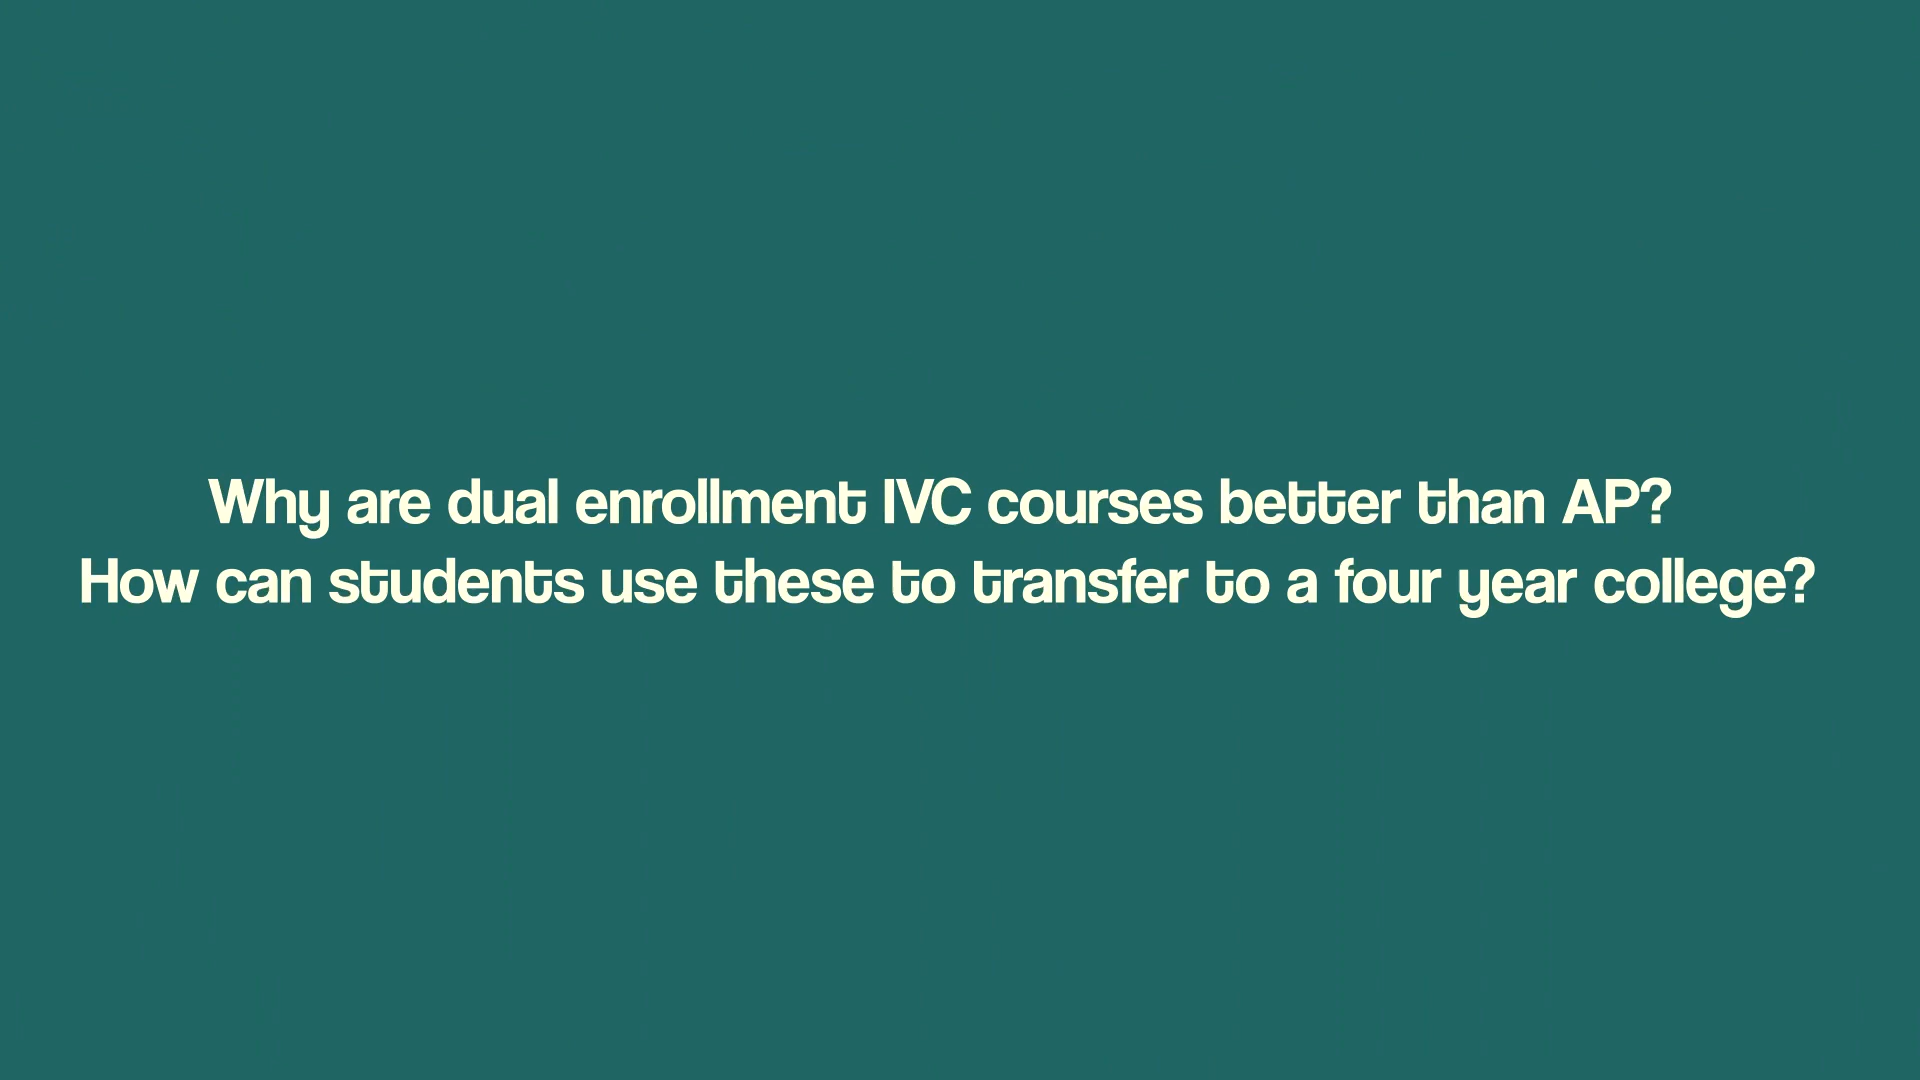 Why are dual enrollment IVC courses better than AP?
How can students use these to transfer to a four year college?